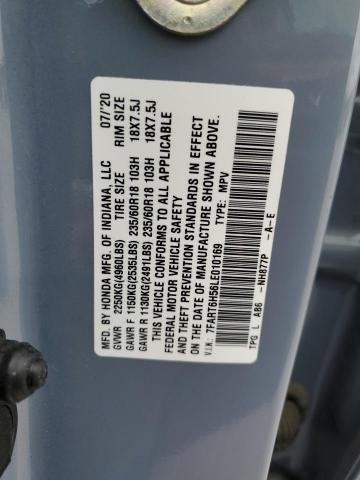 MFD. BY HONDA MFG. OF INDIANA, LLC 07/'20
GVWR 2250KG(4960LBS) TIRE SIZE RIM SIZE
GAWR F 1150KG(2535LBS) 235/60R18 103H 18X7.5J
GAWR R 1130KG(2491LBS) 235/60R18 103H 18X7.5J
THIS VEHICLE CONFORMS TO ALL APPLICABLE
FEDERAL MOTOR VEHICLE SAFETY
AND THEFT PREVENTION STANDARDS IN EFFECT
ON THE DATE OF MANUFACTURE SHOWN ABOVE.
V.I.N.: 7FART6H56LE010169 TYPE: MPV
TPG L AB6 -NH877P -A-E